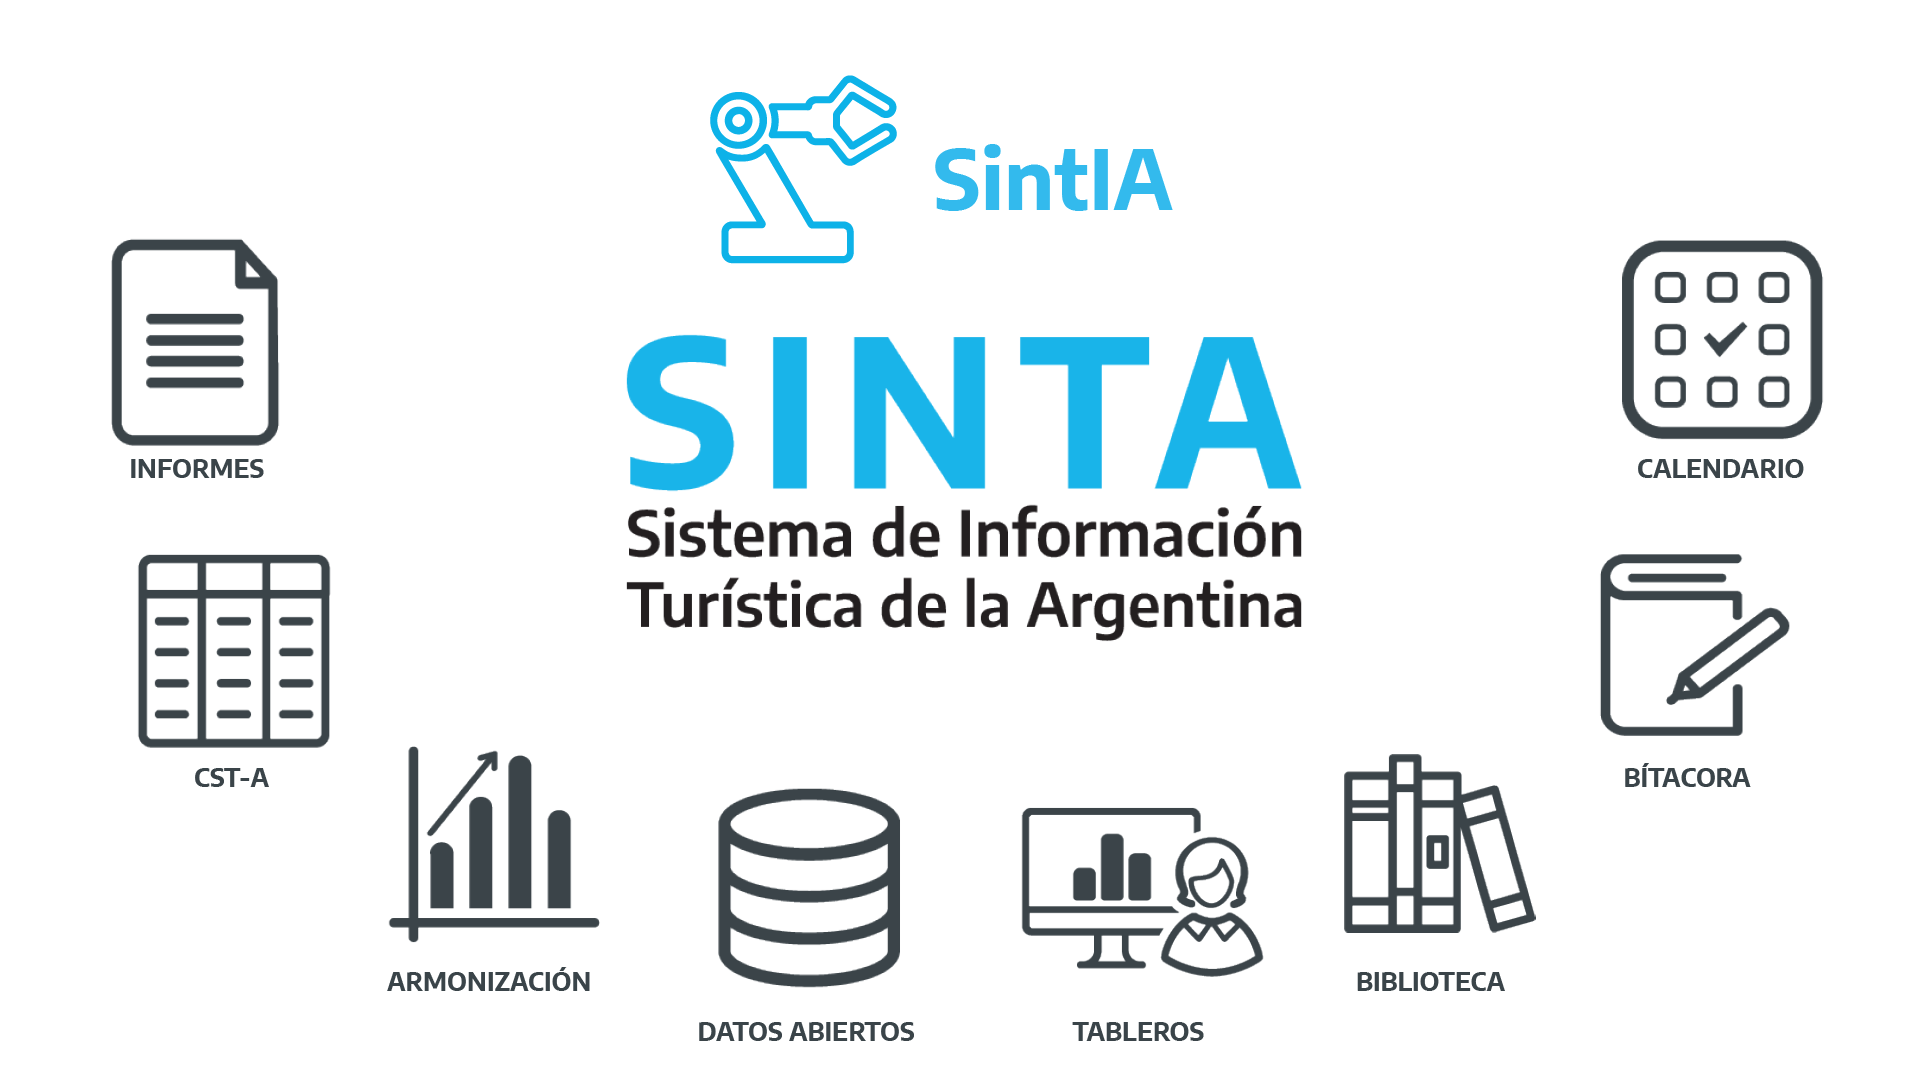 SintIA
SINTA
Sistema de Información
Turística de la Argentina
INFORMES
CALENDARIO
CST-A
BÍTACORA
ARMONIZACIÓN
BIBLIOTECA
DATOS ABIERTOS
TABLEROS